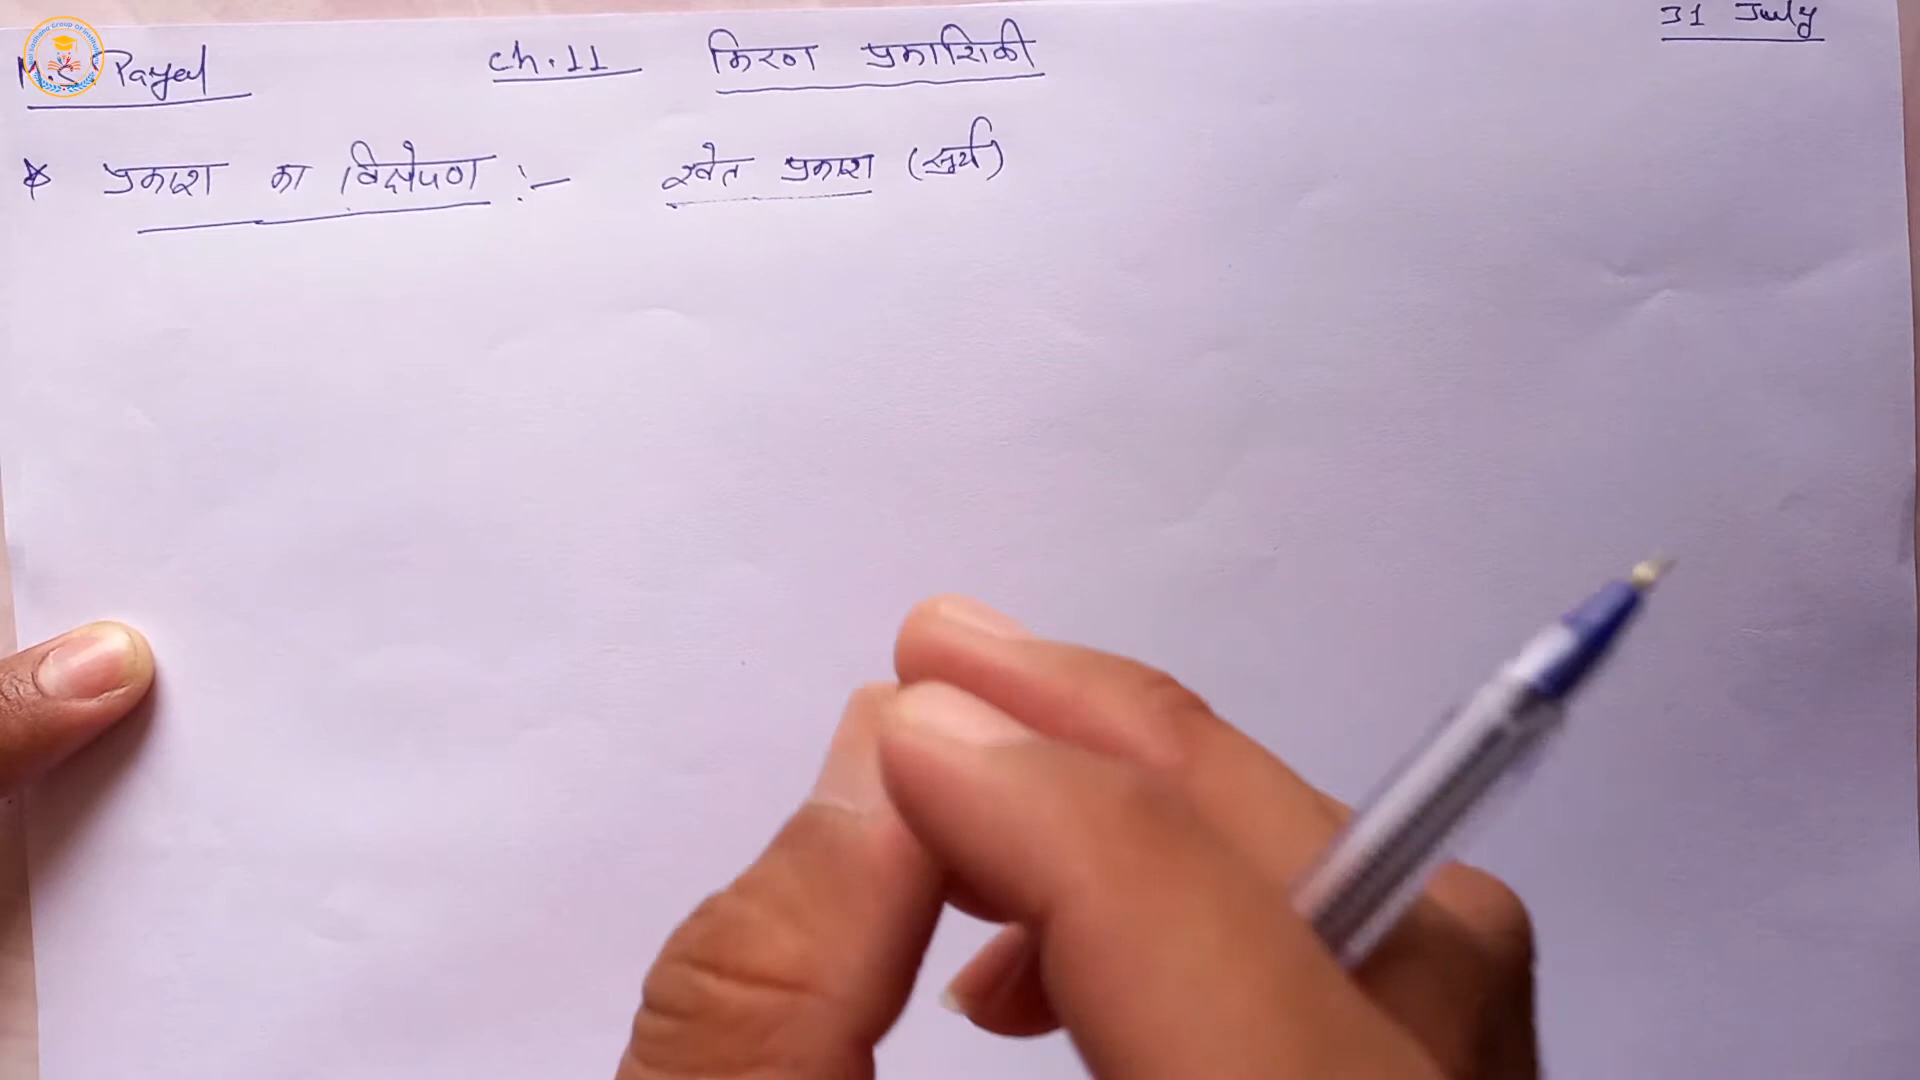 M.S Payal ch.11 किरण प्रकाशिकी 31 July
* प्रकाश का विक्षेपण :- श्वेत प्रकाश (सूर्य)